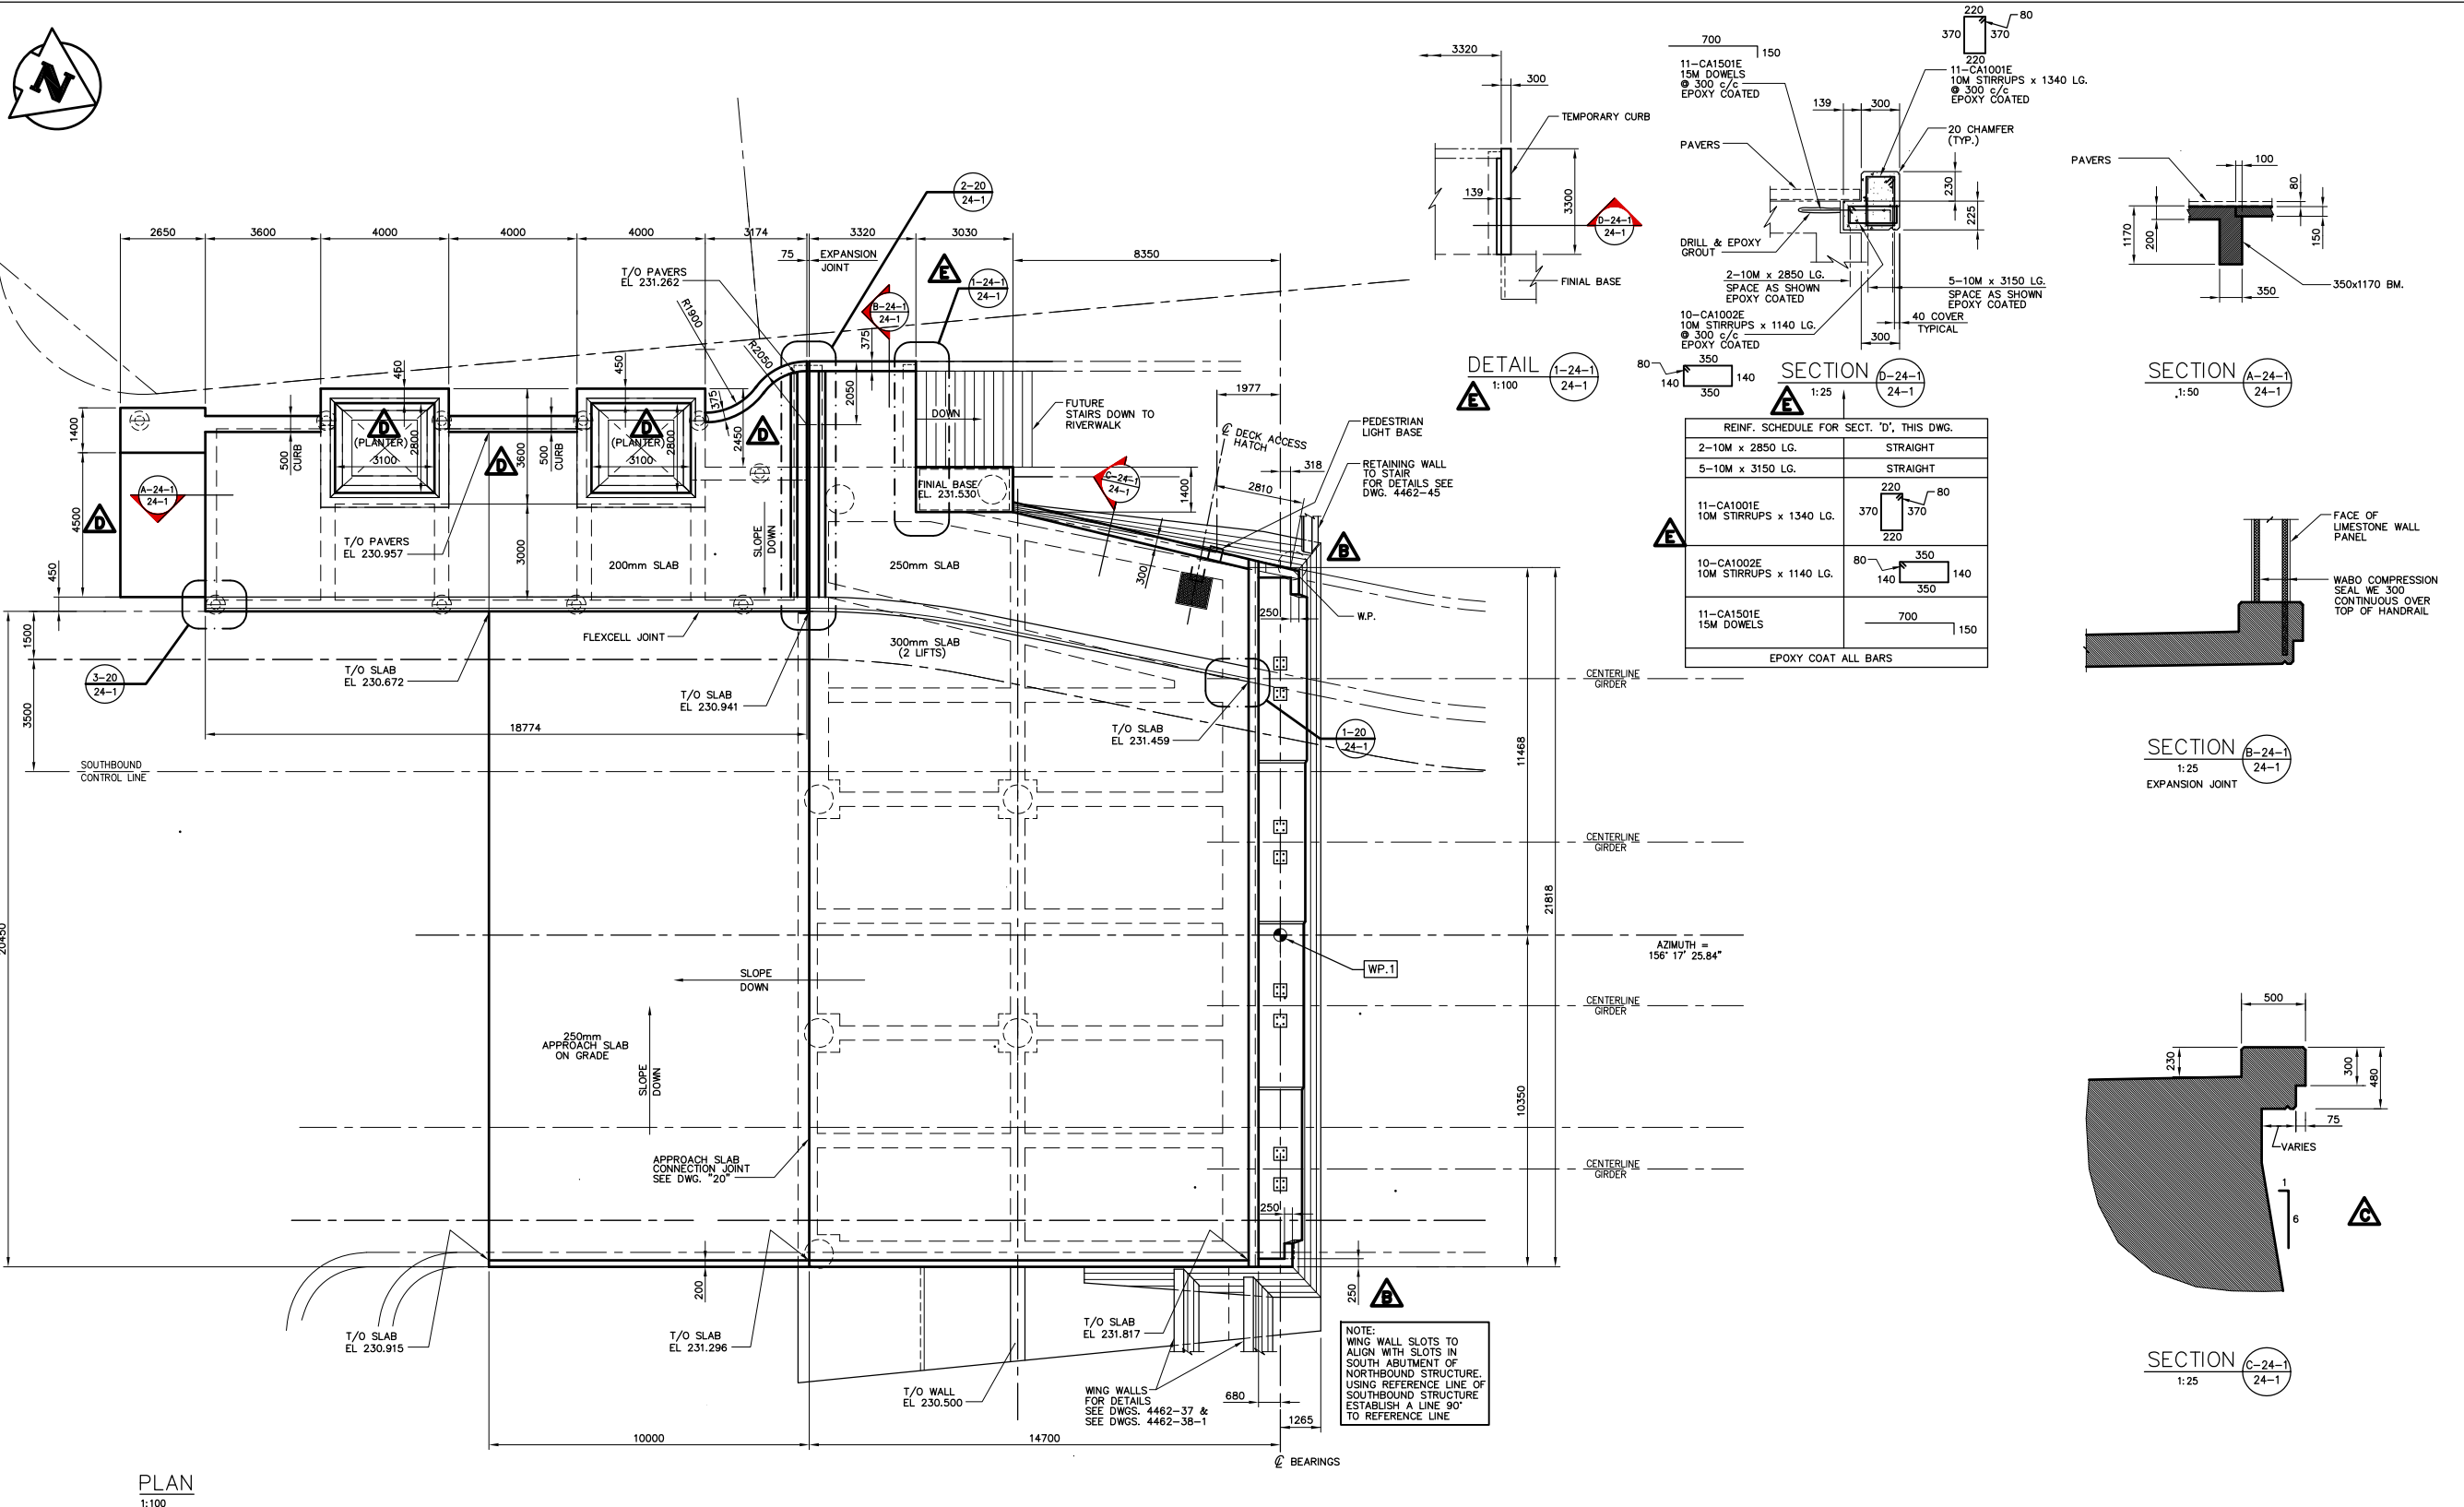 N
2650
3600
4000
4000
4000
3174
3320
3030
8350
75
EXPANSION
JOINT
T/O PAVERS
EL 231.262
2-20
24-1
B-24-1
24-1
E
1-24-1
24-1
R1900
R2050
375
2050
450
450
375
2450
D
1400
4500
450
D
A-24-1
24-1
500
CURB
D
(PLANTER)
2800
3100
D
3600
500
CURB
D
(PLANTER)
2800
3100
3000
T/O PAVERS
EL 230.957
200mm SLAB
SLOPE
DOWN
250mm SLAB
DOWN
FUTURE
STAIRS DOWN TO
RIVERWALK
FINIAL BASE
EL. 231.530
1400
C-24-1
24-1
1977
℄ DECK ACCESS
HATCH
318
2810
300
PEDESTRIAN
LIGHT BASE
RETAINING WALL
TO STAIR
FOR DETAILS SEE
DWG. 4462-45
B
W.P.
250
1500
3500
20450
3-20
24-1
FLEXCELL JOINT
T/O SLAB
EL 230.672
T/O SLAB
EL 230.941
300mm SLAB
(2 LIFTS)
18774
SOUTHBOUND
CONTROL LINE
T/O SLAB
EL 231.459
1-20
24-1
CENTERLINE
GIRDER
CENTERLINE
GIRDER
11468
21818
10350
AZIMUTH =
156° 17' 25.84"
WP.1
CENTERLINE
GIRDER
CENTERLINE
GIRDER
SLOPE
DOWN
250mm
APPROACH SLAB
ON GRADE
SLOPE
DOWN
APPROACH SLAB
CONNECTION JOINT
SEE DWG. "20"
250
200
250
B
T/O SLAB
EL 230.915
T/O SLAB
EL 231.296
T/O SLAB
EL 231.817
T/O WALL
EL 230.500
WING WALLS
FOR DETAILS
SEE DWGS. 4462-37 &
SEE DWGS. 4462-38-1
680
1265
10000
14700
℄ BEARINGS
NOTE:
WING WALL SLOTS TO
ALIGN WITH SLOTS IN
SOUTH ABUTMENT OF
NORTHBOUND STRUCTURE.
USING REFERENCE LINE OF
SOUTHBOUND STRUCTURE
ESTABLISH A LINE 90°
TO REFERENCE LINE
PLAN
1:100
3320
300
TEMPORARY CURB
139
3300
D-24-1
24-1
FINIAL BASE
DETAIL
1-24-1
24-1
E
1:100
700
150
11-CA1501E
15M DOWELS
@ 300 c/c
EPOXY COATED
220
80
370
370
220
11-CA1001E
10M STIRRUPS x 1340 LG.
@ 300 c/c
EPOXY COATED
139
300
20 CHAMFER
(TYP.)
PAVERS
230
225
DRILL & EPOXY
GROUT
2-10M x 2850 LG.
SPACE AS SHOWN
EPOXY COATED
5-10M x 3150 LG.
SPACE AS SHOWN
EPOXY COATED
10-CA1002E
10M STIRRUPS x 1140 LG.
@ 300 c/c
EPOXY COATED
40 COVER
TYPICAL
300
80
350
140
140
350
SECTION
D-24-1
24-1
E
1:25
REINF. SCHEDULE FOR SECT. 'D', THIS DWG.
2-10M x 2850 LG.
STRAIGHT
5-10M x 3150 LG.
STRAIGHT
11-CA1001E
10M STIRRUPS x 1340 LG.
220
80
370
370
220
E
10-CA1002E
10M STIRRUPS x 1140 LG.
80
350
140
140
350
11-CA1501E
15M DOWELS
700
150
EPOXY COAT ALL BARS
PAVERS
100
80
1170
200
150
350x1170 BM.
350
SECTION
A-24-1
24-1
1:50
FACE OF
LIMESTONE WALL
PANEL
WABO COMPRESSION
SEAL WE 300
CONTINUOUS OVER
TOP OF HANDRAIL
SECTION
B-24-1
24-1
1:25
EXPANSION JOINT
500
230
300
480
75
VARIES
1
6
C
SECTION
C-24-1
24-1
1:25